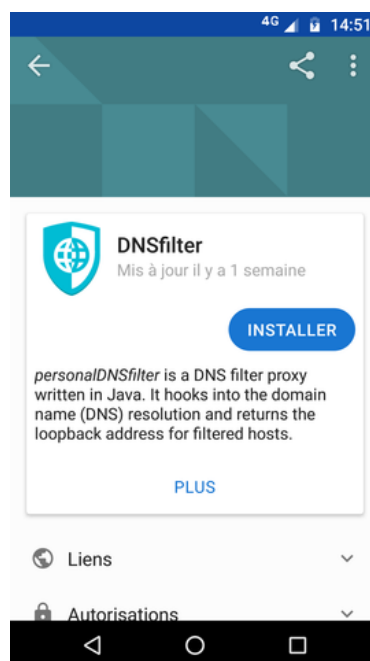 4G 14:51
DNSfilter
Mis à jour il y a 1 semaine
INSTALLER
personalDNSfilter is a DNS filter proxy
written in Java. It hooks into the domain
name (DNS) resolution and returns the
loopback address for filtered hosts.
PLUS
Liens
Autorisations